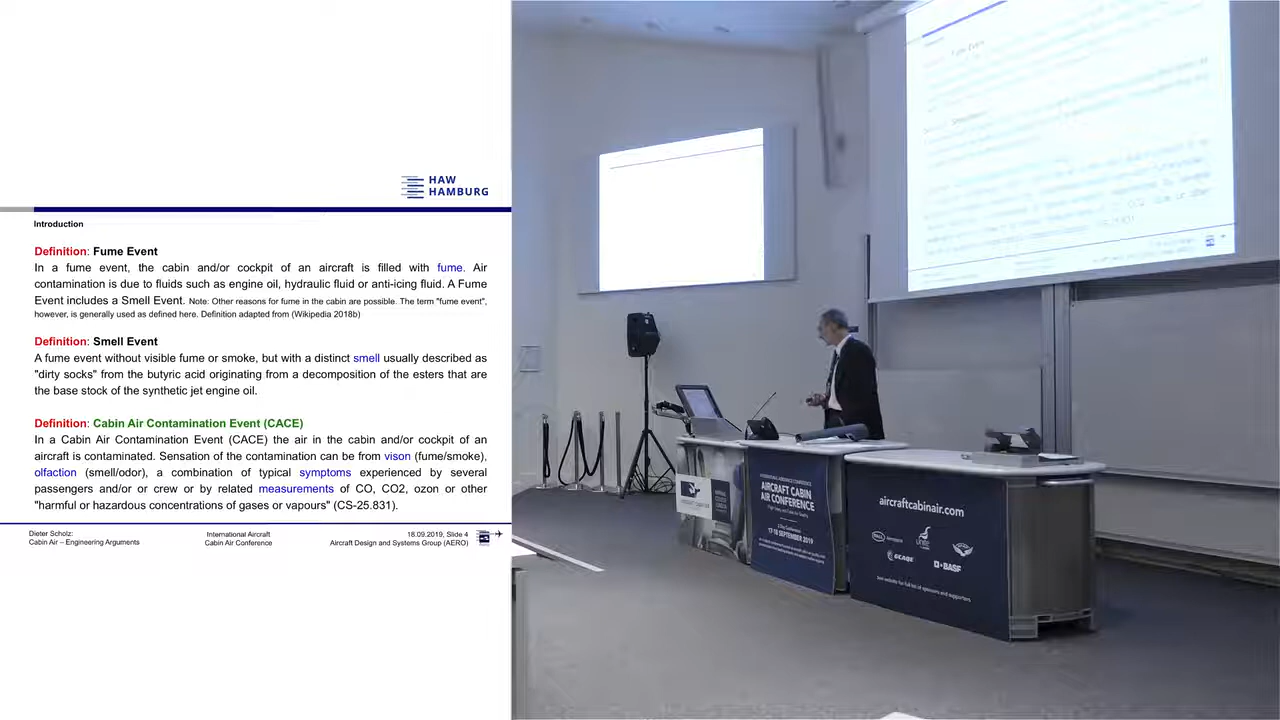 HAW
HAMBURG
Introduction
Definition: Fume Event
In a fume event, the cabin and/or cockpit of an aircraft is filled with fume. Air
contamination is due to fluids such as engine oil, hydraulic fluid or anti-icing fluid. A Fume
Event includes a Smell Event. Note: Other reasons for fume in the cabin are possible. The term "fume event",
however, is generally used as defined here. Definition adapted from (Wikipedia 2018b)
Definition: Smell Event
A fume event without visible fume or smoke, but with a distinct smell usually described as
"dirty socks" from the butyric acid originating from a decomposition of the esters that are
the base stock of the synthetic jet engine oil.
Definition: Cabin Air Contamination Event (CACE)
In a Cabin Air Contamination Event (CACE) the air in the cabin and/or cockpit of an
aircraft is contaminated. Sensation of the contamination can be from vison (fume/smoke),
olfaction (smell/odor), a combination of typical symptoms experienced by several
passengers and/or or crew or by related measurements of CO, CO2, ozon or other
"harmful or hazardous concentrations of gases or vapours" (CS-25.831).
Dieter Scholz:
Cabin Air – Engineering Arguments
International Aircraft
Cabin Air Conference
18.09.2019, Slide 4
Aircraft Design and Systems Group (AERO)
INTERNATIONAL AEROSPACE CONFERENCE
AIRCRAFT CABIN
AIR CONFERENCE
17-18 SEPTEMBER 2019
aircraftcabinair.com
PALL
Aerospace
unite
GCAQE
BASF